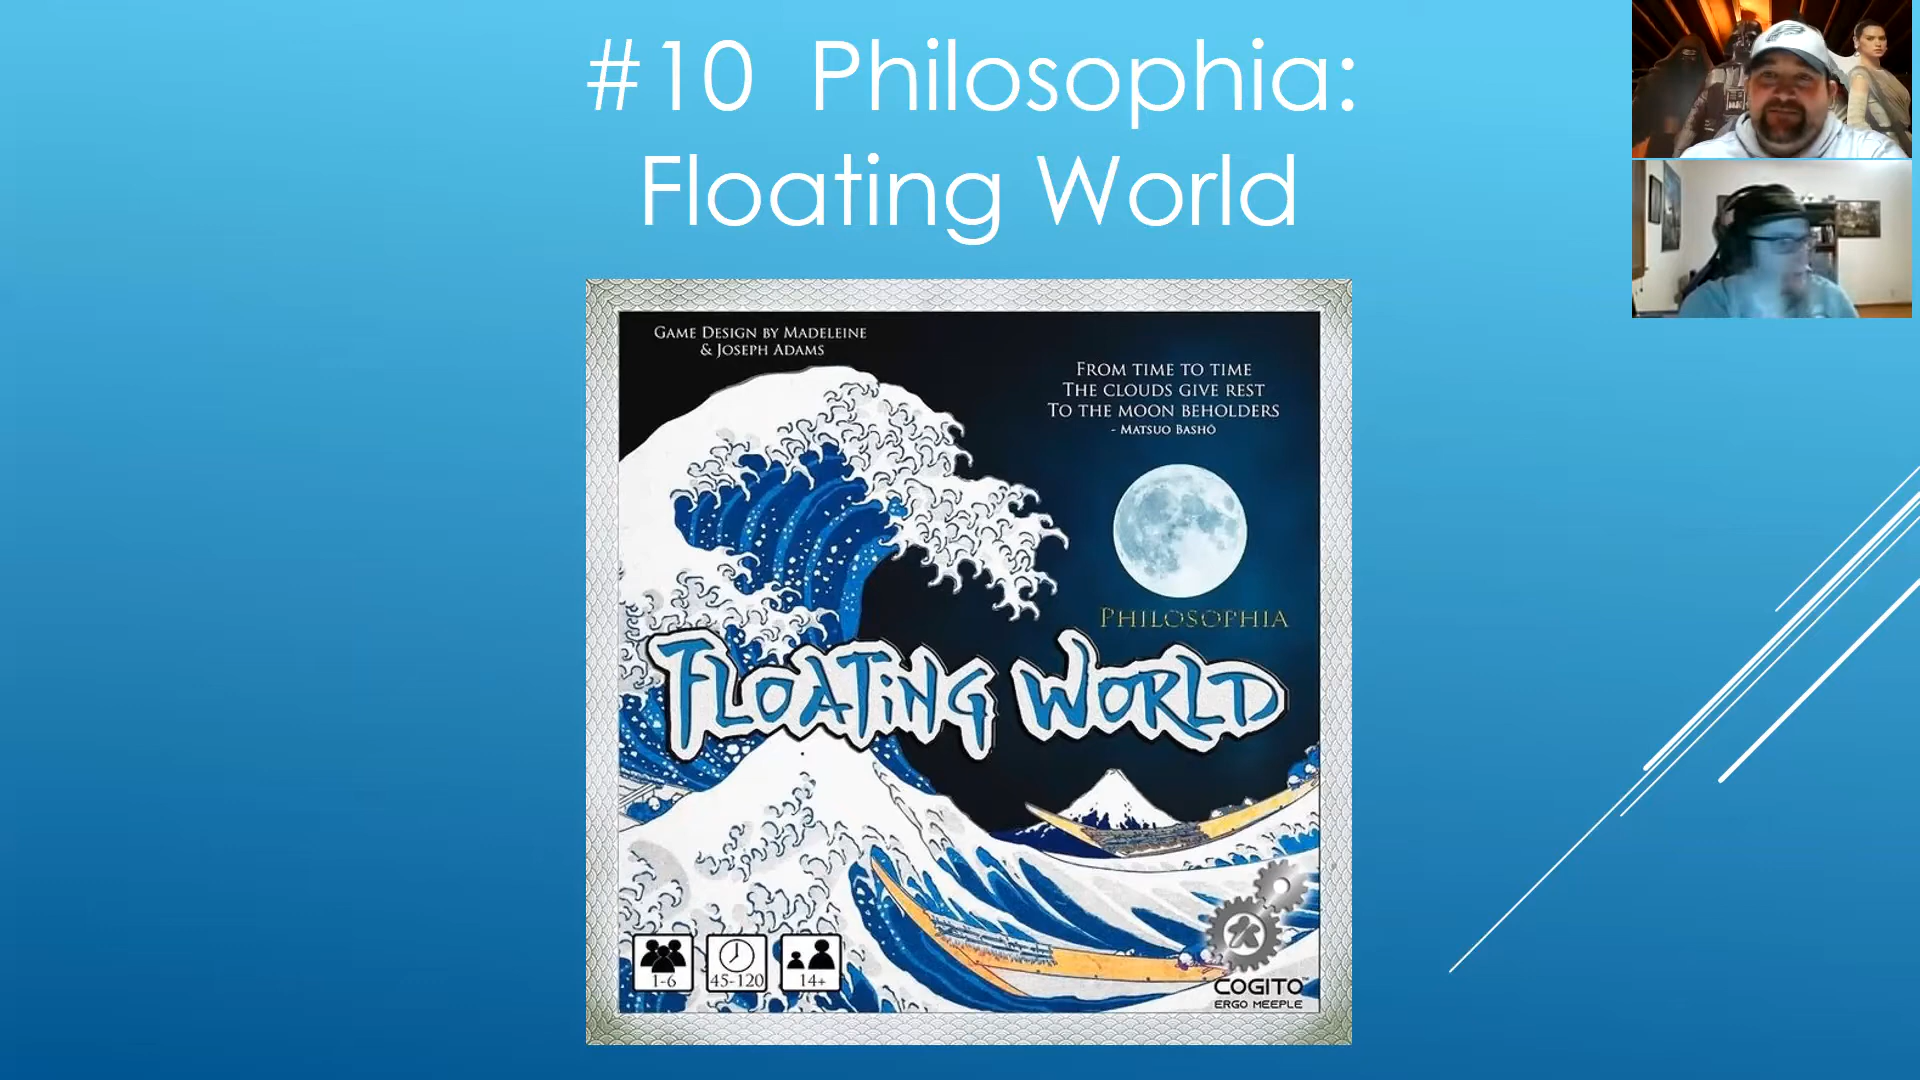 #10 Philosophia:
Floating World
GAME DESIGN BY MADELEINE
& JOSEPH ADAMS
FROM TIME TO TIME
THE CLOUDS GIVE REST
TO THE MOON BEHOLDERS
- MATSUO BASHŌ
PHILOSOPHIA
FLOATING WORLD
1-6
45-120
14+
COGITO™
ERGO MEEPLE